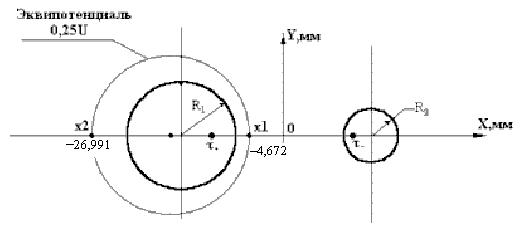 Эквипотенциаль
0,25U
Y,мм
R₁
R₂
x2
x1
0
X,мм
−26,991
τ₊
−4,672
τ₋